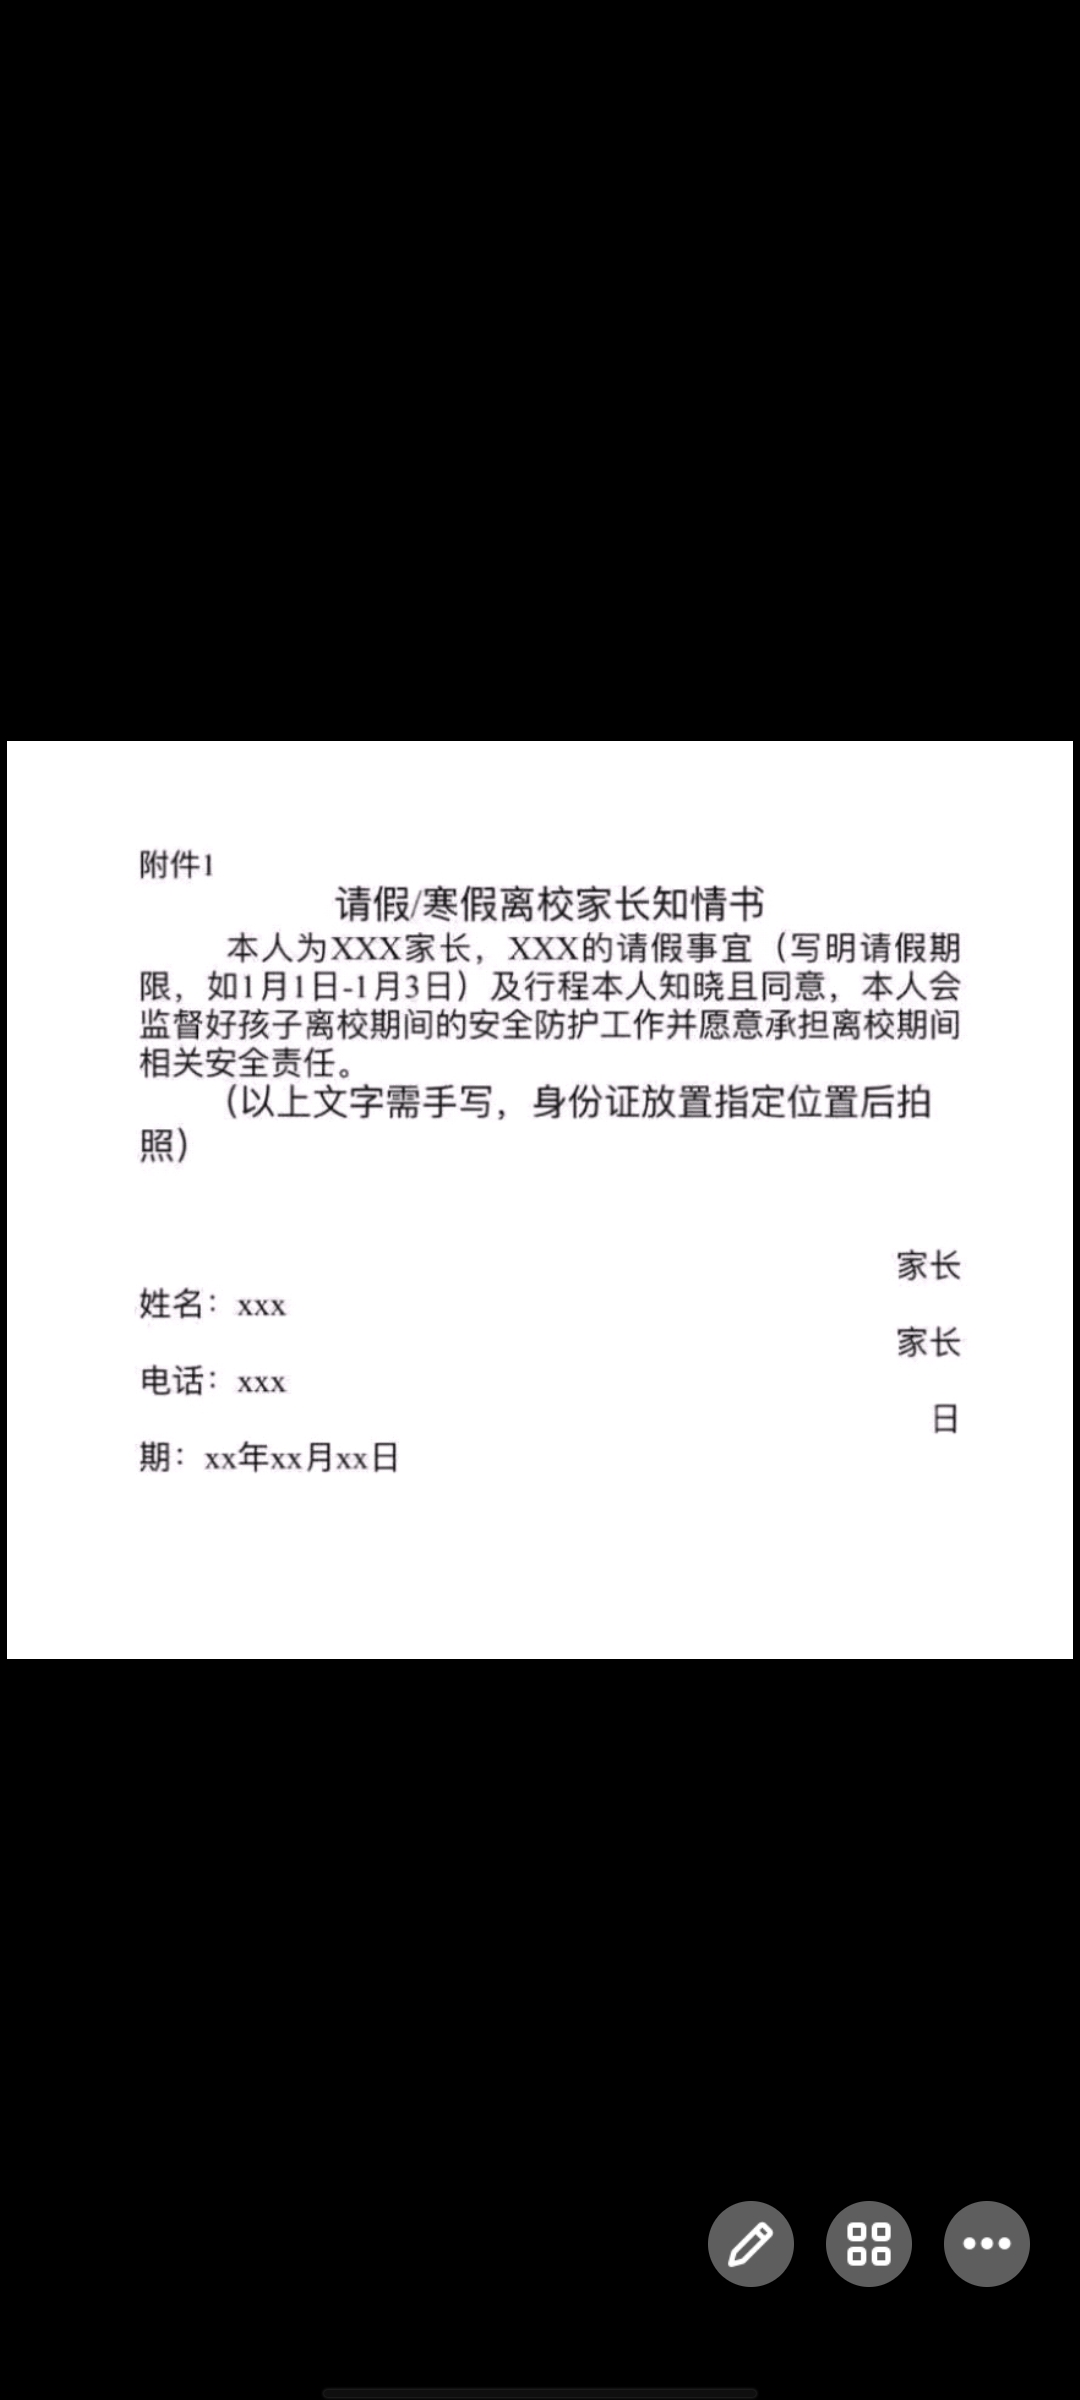 附件1
请假/寒假离校家长知情书
本人为XXX家长，XXX的请假事宜（写明请假期
限，如1月1日-1月3日）及行程本人知晓且同意，本人会
监督好孩子离校期间的安全防护工作并愿意承担离校期间
相关安全责任。
（以上文字需手写，身份证放置指定位置后拍
照）
家长
姓名：xxx
家长
电话：xxx
日
期：xx年xx月xx日